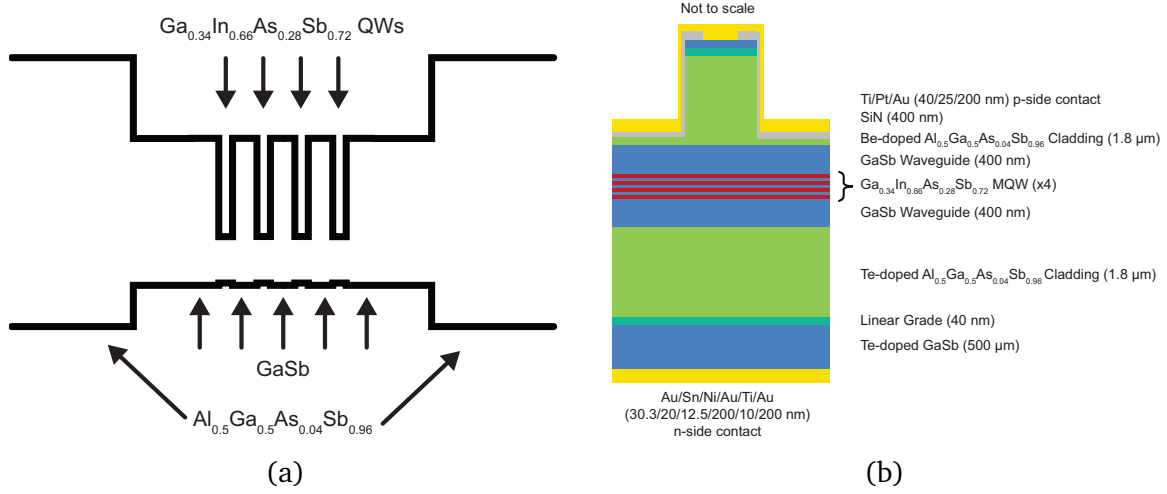 Ga0.34In0.66As0.28Sb0.72 QWs
GaSb
Al0.5Ga0.5As0.04Sb0.96
(a)
Not to scale
Ti/Pt/Au (40/25/200 nm) p-side contact
SiN (400 nm)
Be-doped Al0.5Ga0.5As0.04Sb0.96 Cladding (1.8 µm)
GaSb Waveguide (400 nm)
Ga0.34In0.66As0.28Sb0.72 MQW (x4)
GaSb Waveguide (400 nm)
Te-doped Al0.5Ga0.5As0.04Sb0.96 Cladding (1.8 µm)
Linear Grade (40 nm)
Te-doped GaSb (500 µm)
Au/Sn/Ni/Au/Ti/Au
(30.3/20/12.5/200/10/200 nm)
n-side contact
(b)